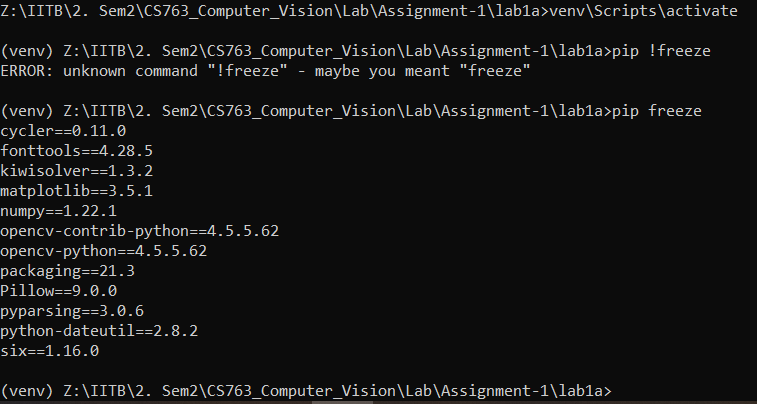 Z:\IITB\2. Sem2\CS763_Computer_Vision\Lab\Assignment-1\lab1a>venv\Scripts\activate
(venv) Z:\IITB\2. Sem2\CS763_Computer_Vision\Lab\Assignment-1\lab1a>pip !freeze
ERROR: unknown command "!freeze" - maybe you meant "freeze"
(venv) Z:\IITB\2. Sem2\CS763_Computer_Vision\Lab\Assignment-1\lab1a>pip freeze
cycler==0.11.0
fonttools==4.28.5
kiwisolver==1.3.2
matplotlib==3.5.1
numpy==1.22.1
opencv-contrib-python==4.5.5.62
opencv-python==4.5.5.62
packaging==21.3
Pillow==9.0.0
pyparsing==3.0.6
python-dateutil==2.8.2
six==1.16.0
(venv) Z:\IITB\2. Sem2\CS763_Computer_Vision\Lab\Assignment-1\lab1a>